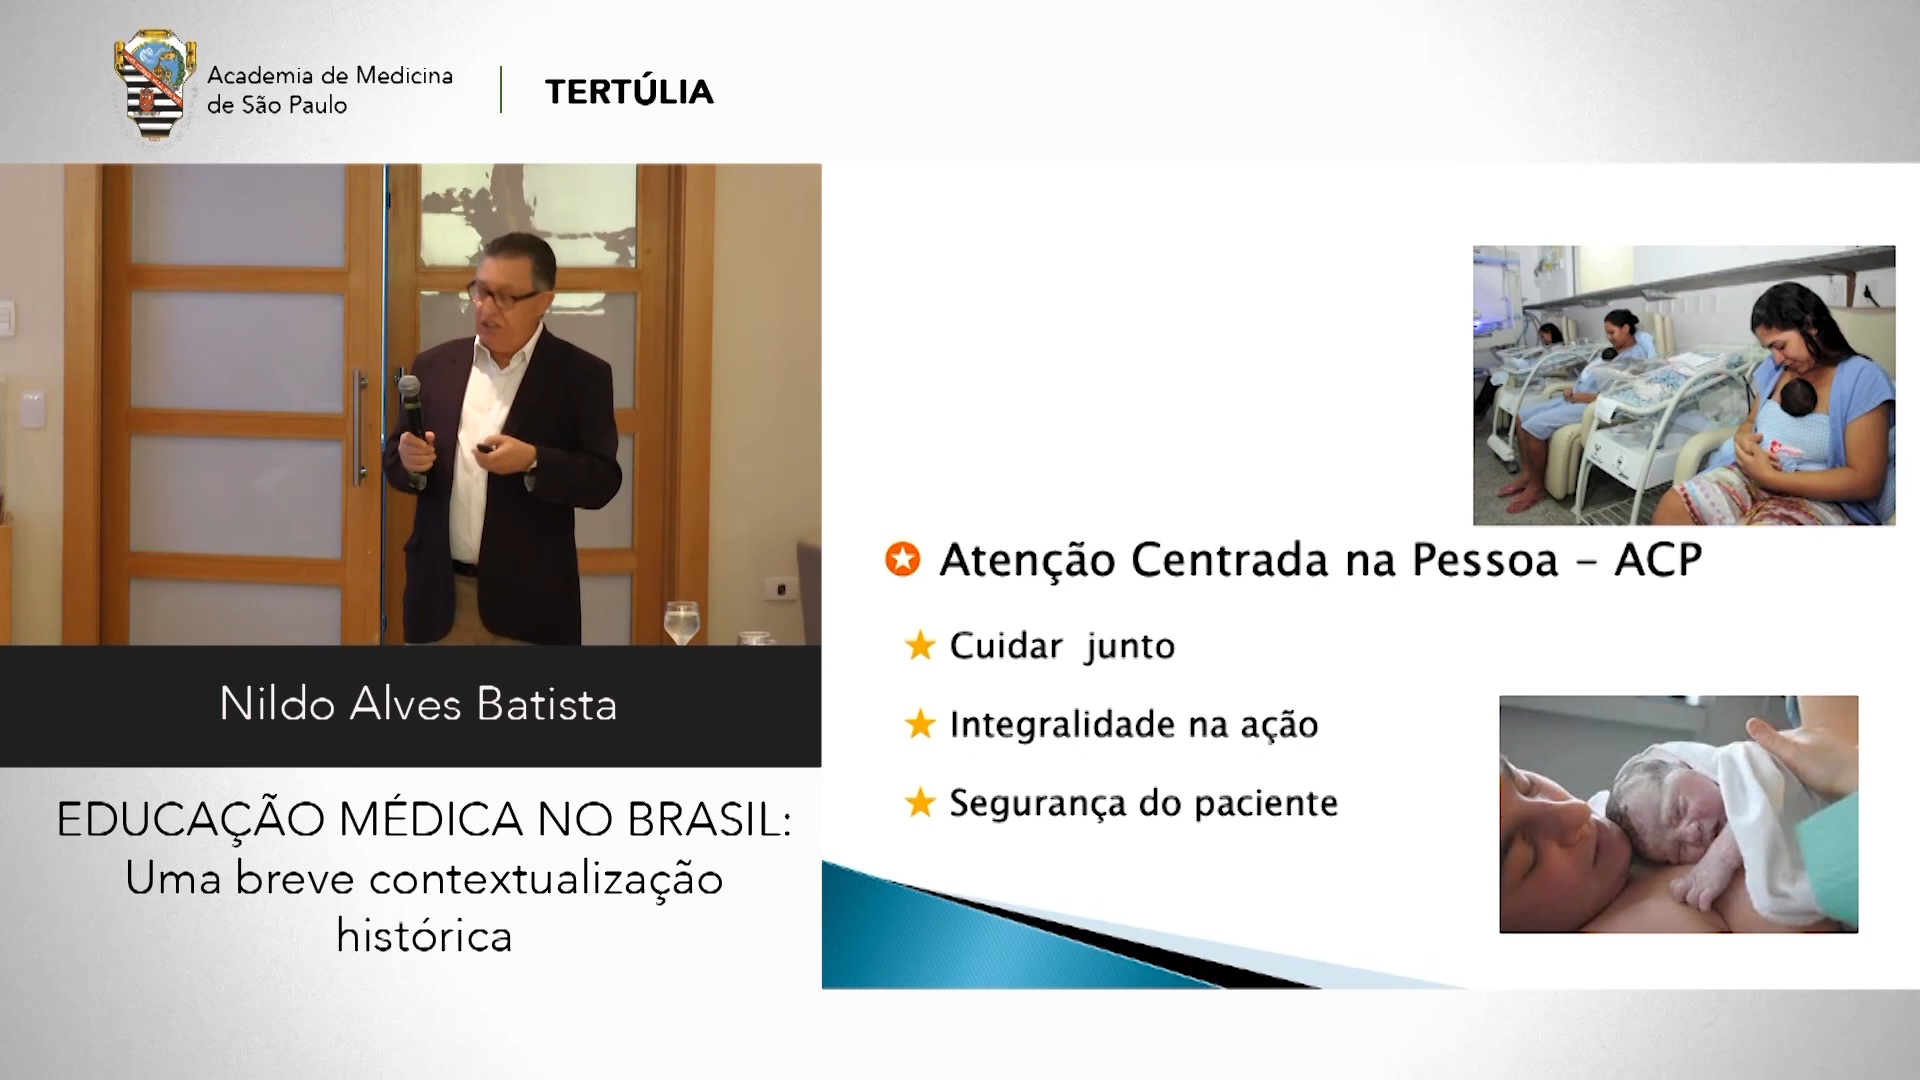 Academia de Medicina
de São Paulo
TERTÚLIA
Nildo Alves Batista
EDUCAÇÃO MÉDICA NO BRASIL:
Uma breve contextualização
histórica
Atenção Centrada na Pessoa - ACP
Cuidar junto
Integralidade na ação
Segurança do paciente